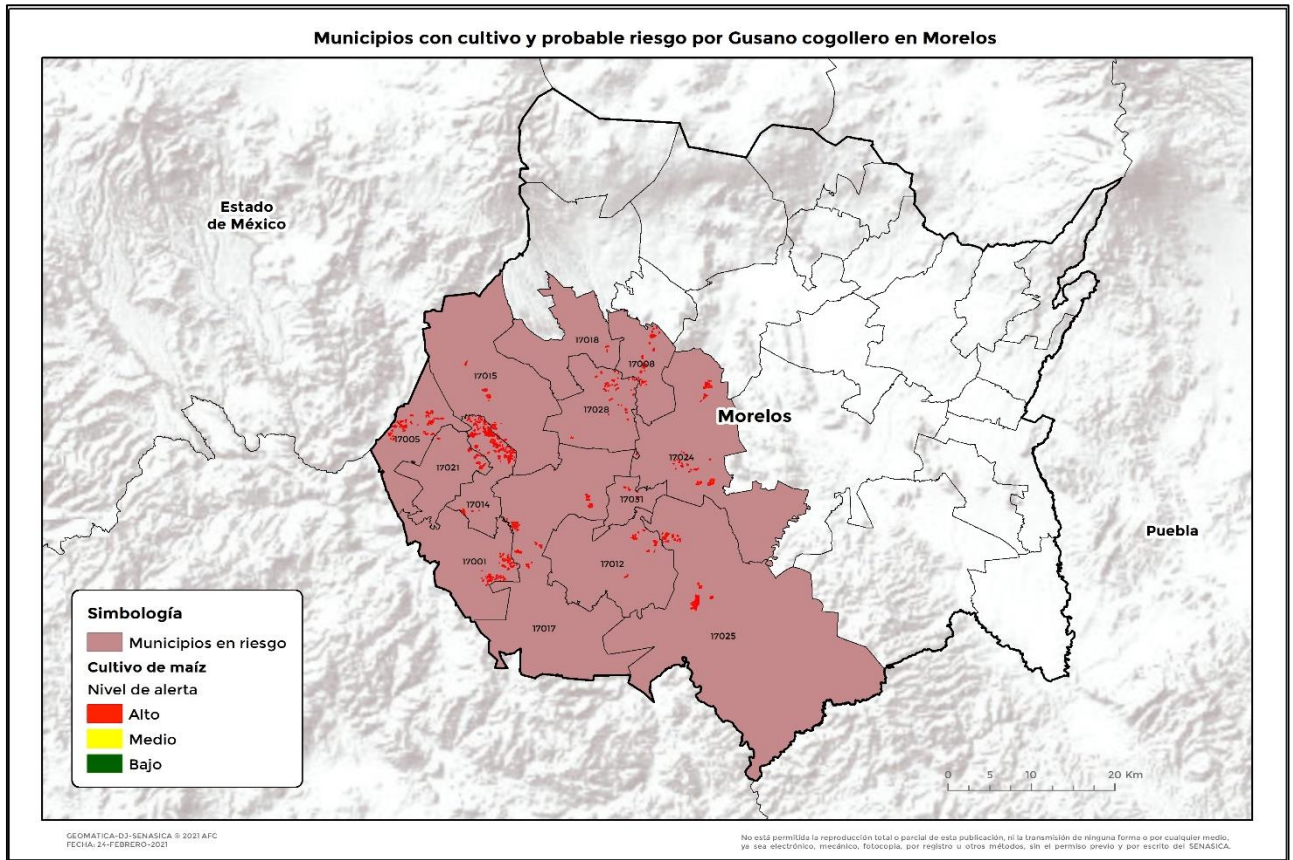 Municipios con cultivo y probable riesgo por Gusano cogollero en Morelos
Estado
de México
17018
17008
17015
17028
Morelos
17005
17021
17024
17014
17031
Puebla
17001
17012
17017
17025
Simbología
Municipios en riesgo
Cultivo de maíz
Nivel de alerta
Alto
Medio
Bajo
0 5 10 20 Km
GEOMATICA-DJ-SENASICA © 2021 AFC
FECHA: 24-FEBRERO-2021
No está permitida la reproducción total o parcial de esta publicación, ni la transmisión de ninguna forma o por cualquier medio,
ya sea electrónico, mecánico, fotocopia, por registro u otros métodos, sin el permiso previo y por escrito del SENASICA.